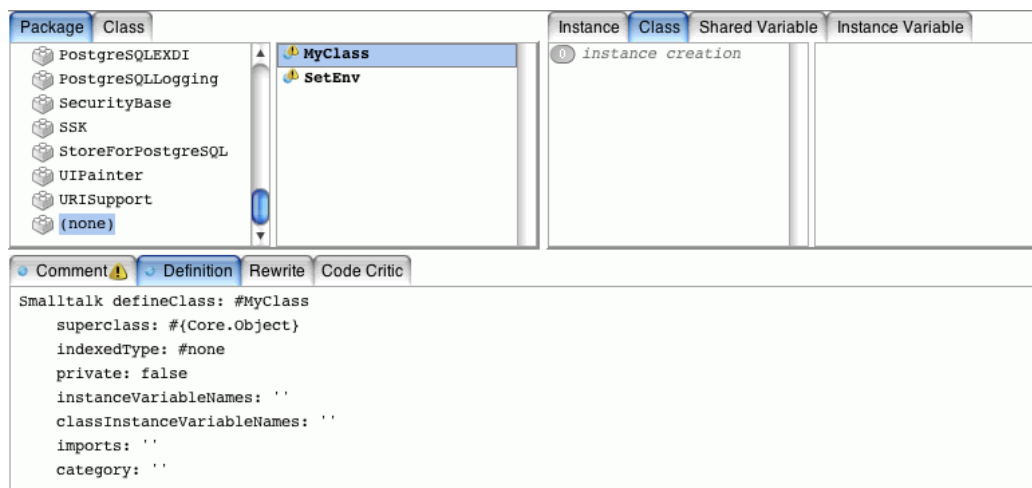 Package Class
Instance Class Shared Variable Instance Variable
PostgreSQLEXDI
PostgreSQLLogging
SecurityBase
SSK
StoreForPostgreSQL
UIPainter
URISupport
(none)
MyClass
SetEnv
0 instance creation
Comment Definition Rewrite Code Critic
Smalltalk defineClass: #MyClass
superclass: #{Core.Object}
indexedType: #none
private: false
instanceVariableNames: ''
classInstanceVariableNames: ''
imports: ''
category: ''